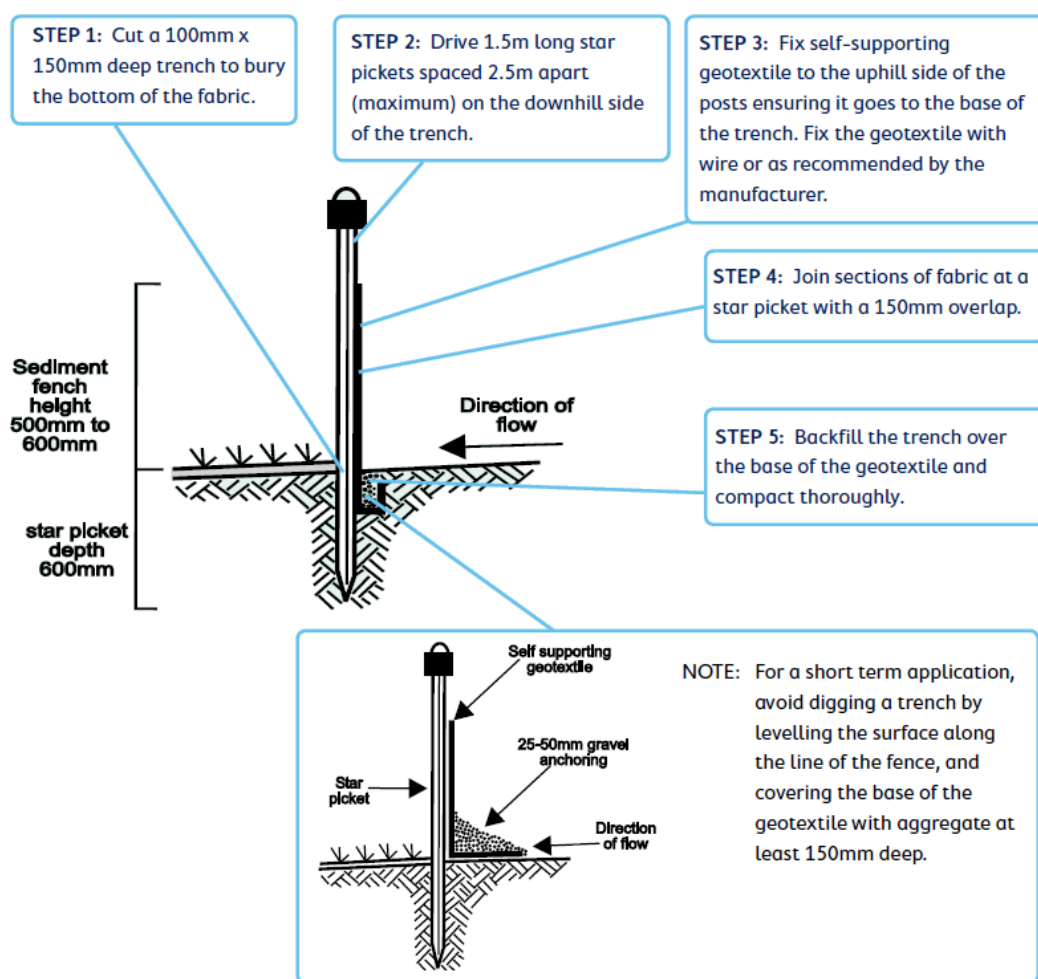 STEP 1: Cut a 100mm x
150mm deep trench to bury
the bottom of the fabric.
STEP 2: Drive 1.5m long star
pickets spaced 2.5m apart
(maximum) on the downhill side
of the trench.
STEP 3: Fix self-supporting
geotextile to the uphill side of the
posts ensuring it goes to the base of
the trench. Fix the geotextile with
wire or as recommended by the
manufacturer.
STEP 4: Join sections of fabric at a
star picket with a 150mm overlap.
Sediment
fench
height
500mm to
600mm
Direction of
flow
STEP 5: Backfill the trench over
the base of the geotextile and
compact thoroughly.
star picket
depth
600mm
Self supporting
geotextile
25-50mm gravel
anchoring
Star
picket
Direction
of flow
NOTE: For a short term application,
avoid digging a trench by
levelling the surface along
the line of the fence, and
covering the base of the
geotextile with aggregate at
least 150mm deep.